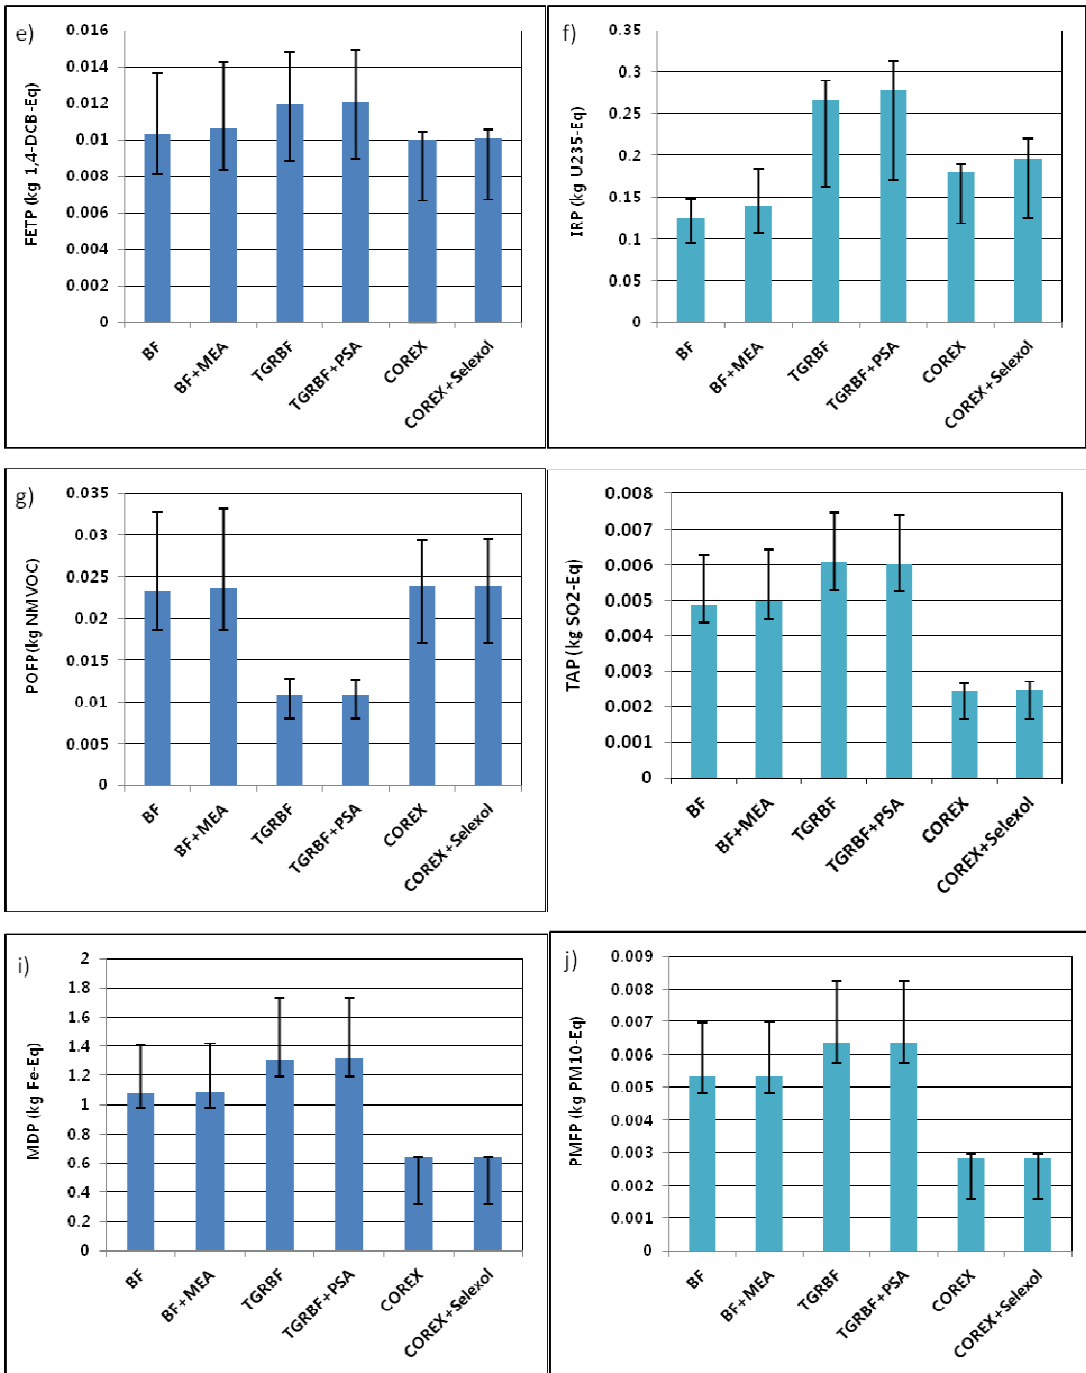 e)
FETP (kg 1,4-DCB-Eq)
0.016
0.014
0.012
0.01
0.008
0.006
0.004
0.002
0
BF
BF+MEA
TGRBF
TGRBF+PSA
COREX
COREX+Selexol
f)
IRP (kg U235-Eq)
0.35
0.3
0.25
0.2
0.15
0.1
0.05
0
BF
BF+MEA
TGRBF
TGRBF+PSA
COREX
COREX+Selexol
g)
POFP (kg NMVOC)
0.035
0.03
0.025
0.02
0.015
0.01
0.005
0
BF
BF+MEA
TGRBF
TGRBF+PSA
COREX
COREX+Selexol
TAP (kg SO2-Eq)
0.008
0.007
0.006
0.005
0.004
0.003
0.002
0.001
0
BF
BF+MEA
TGRBF
TGRBF+PSA
COREX
COREX+Selexol
i)
MDP (kg Fe-Eq)
2
1.8
1.6
1.4
1.2
1
0.8
0.6
0.4
0.2
0
BF
BF+MEA
TGRBF
TGRBF+PSA
COREX
COREX+Selexol
j)
PMFP (kg PM10-Eq)
0.009
0.008
0.007
0.006
0.005
0.004
0.003
0.002
0.001
0
BF
BF+MEA
TGRBF
TGRBF+PSA
COREX
COREX+Selexol